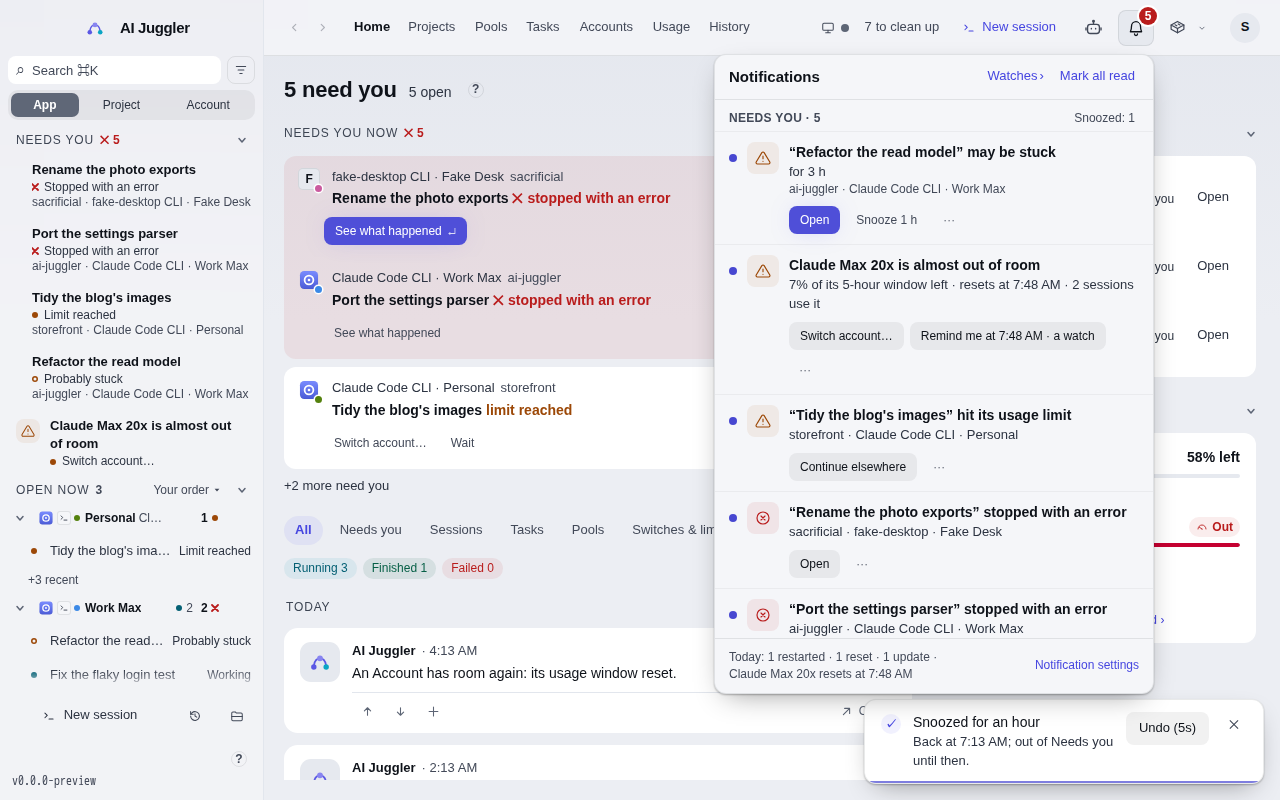 AI Juggler
Search ⌘K
App Project Account
NEEDS YOU 5
Rename the photo exports
Stopped with an error
sacrificial · fake-desktop CLI · Fake Desk
Port the settings parser
Stopped with an error
ai-juggler · Claude Code CLI · Work Max
Tidy the blog's images
Limit reached
storefront · Claude Code CLI · Personal
Refactor the read model
Probably stuck
ai-juggler · Claude Code CLI · Work Max
Claude Max 20x is almost out
of room
Switch account…
OPEN NOW 3 Your order
Personal Cl… 1
Tidy the blog's ima… Limit reached
+3 recent
Work Max 2 2
Refactor the read… Probably stuck
Fix the flaky login test Working
New session
?
v0.0.0-preview
Home Projects Pools Tasks Accounts Usage History
7 to clean up New session 5 S
5 need you 5 open ?
NEEDS YOU NOW 5
F fake-desktop CLI · Fake Desk sacrificial
Rename the photo exports stopped with an error
See what happened
Claude Code CLI · Work Max ai-juggler
Port the settings parser stopped with an error
See what happened
Claude Code CLI · Personal storefront
Tidy the blog's images limit reached
Switch account… Wait
+2 more need you
All Needs you Sessions Tasks Pools Switches & lim
Running 3 Finished 1 Failed 0
TODAY
AI Juggler · 4:13 AM
An Account has room again: its usage window reset.
AI Juggler · 2:13 AM
Notifications Watches › Mark all read
NEEDS YOU · 5 Snoozed: 1
“Refactor the read model” may be stuck
for 3 h
ai-juggler · Claude Code CLI · Work Max
Open Snooze 1 h ···
Claude Max 20x is almost out of room
7% of its 5-hour window left · resets at 7:48 AM · 2 sessions
use it
Switch account… Remind me at 7:48 AM · a watch
···
“Tidy the blog's images” hit its usage limit
storefront · Claude Code CLI · Personal
Continue elsewhere ···
“Rename the photo exports” stopped with an error
sacrificial · fake-desktop · Fake Desk
Open ···
“Port the settings parser” stopped with an error
ai-juggler · Claude Code CLI · Work Max
Today: 1 restarted · 1 reset · 1 update ·
Claude Max 20x resets at 7:48 AM
Notification settings
you Open
you Open
you Open
58% left
Out
›
Snoozed for an hour
Back at 7:13 AM; out of Needs you
until then.
Undo (5s)